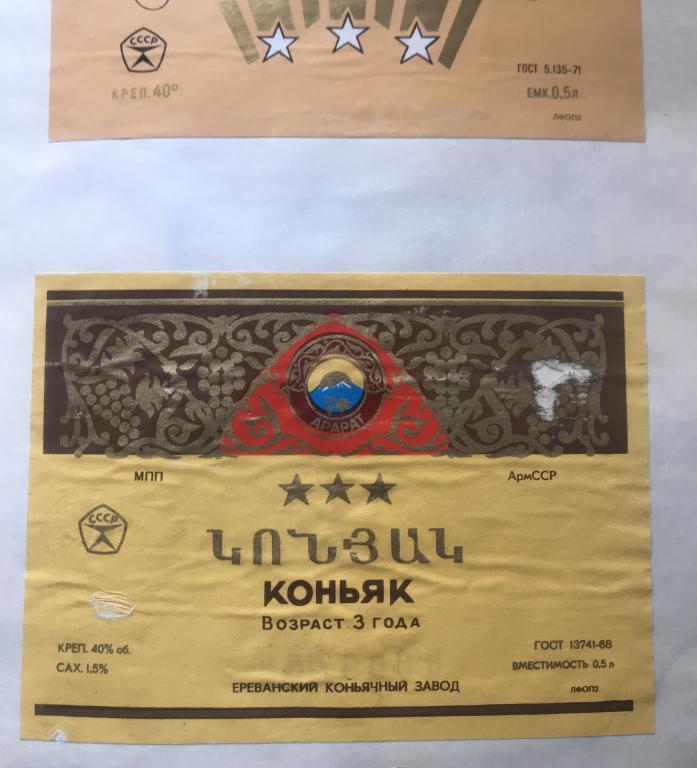 СССР
ГОСТ 5.135-71
КРЕП. 40°
ЕМК. 0,5л
ЛФОП2
АРАРАТ
МПП
АрмССР
СССР
ԿՈՆՅԱԿ
КОНЬЯК
ВОЗРАСТ 3 ГОДА
КРЕП. 40% об.
ГОСТ 13741-68
САХ. 1,5%
ВМЕСТИМОСТЬ 0,5 л
ЕРЕВАНСКИЙ КОНЬЯЧНЫЙ ЗАВОД
ЛФОП2